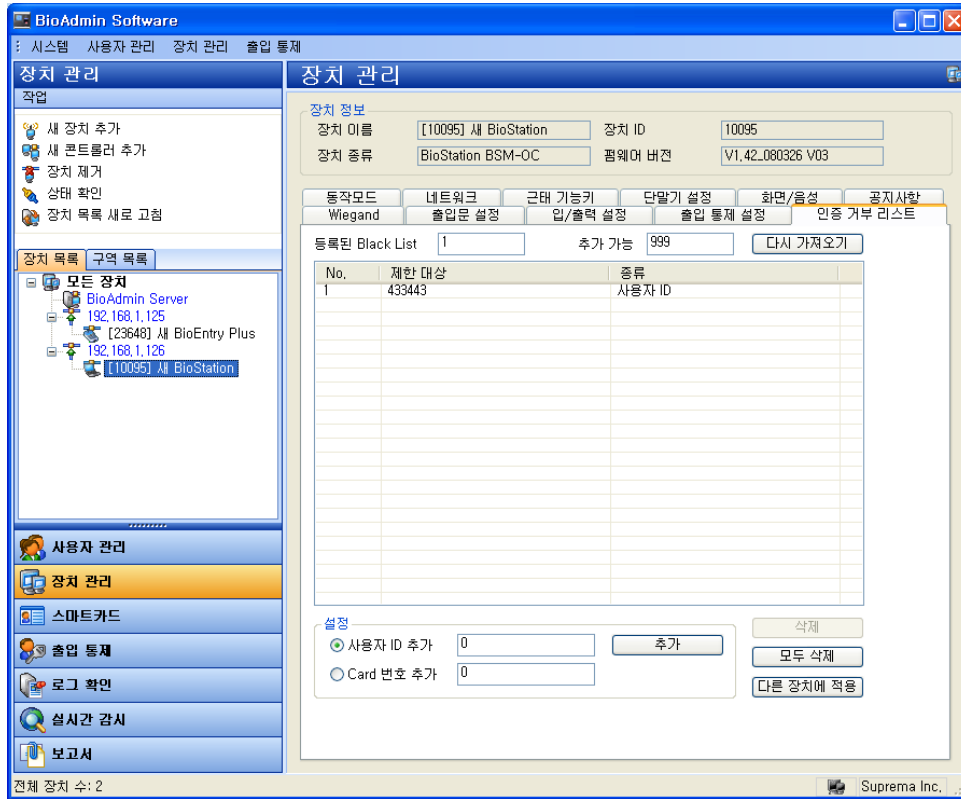 BioAdmin Software
시스템 사용자 관리 장치 관리 출입 통제
장치 관리
작업
새 장치 추가
새 콘트롤러 추가
장치 제거
상태 확인
장치 목록 새로 고침
장치 목록 구역 목록
모든 장치
BioAdmin Server
192.168.1.125
[23648] 새 BioEntry Plus
192.168.1.126
[10095] 새 BioStation
사용자 관리
장치 관리
스마트카드
출입 통제
로그 확인
실시간 감시
보고서
장치 관리
장치 정보
장치 이름 [10095] 새 BioStation 장치 ID 10095
장치 종류 BioStation BSM-OC 펌웨어 버전 V1.42_080326 V03
동작모드 네트워크 근태 기능키 단말기 설정 화면/음성 공지사항
Wiegand 출입문 설정 입/출력 설정 출입 통제 설정 인증 거부 리스트
등록된 Black List 1 추가 가능 999 다시 가져오기
No. 제한 대상 종류
1 433443 사용자 ID
설정
사용자 ID 추가 0 추가
Card 번호 추가 0
삭제
모두 삭제
다른 장치에 적용
전체 장치 수: 2 Suprema Inc.